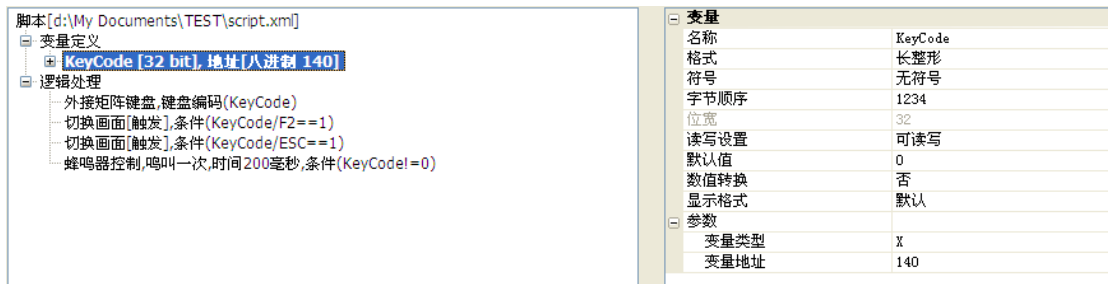 脚本[d:\My Documents\TEST\script.xml]
变量定义
KeyCode [32 bit], 地址[八进制 140]
逻辑处理
外接矩阵键盘,键盘编码(KeyCode)
切换画面[触发],条件(KeyCode/F2==1)
切换画面[触发],条件(KeyCode/ESC==1)
蜂鸣器控制,鸣叫一次,时间200毫秒,条件(KeyCode!=0)
变量
名称 KeyCode
格式 长整形
符号 无符号
字节顺序 1234
位宽 32
读写设置 可读写
默认值 0
数值转换 否
显示格式 默认
参数
变量类型 X
变量地址 140